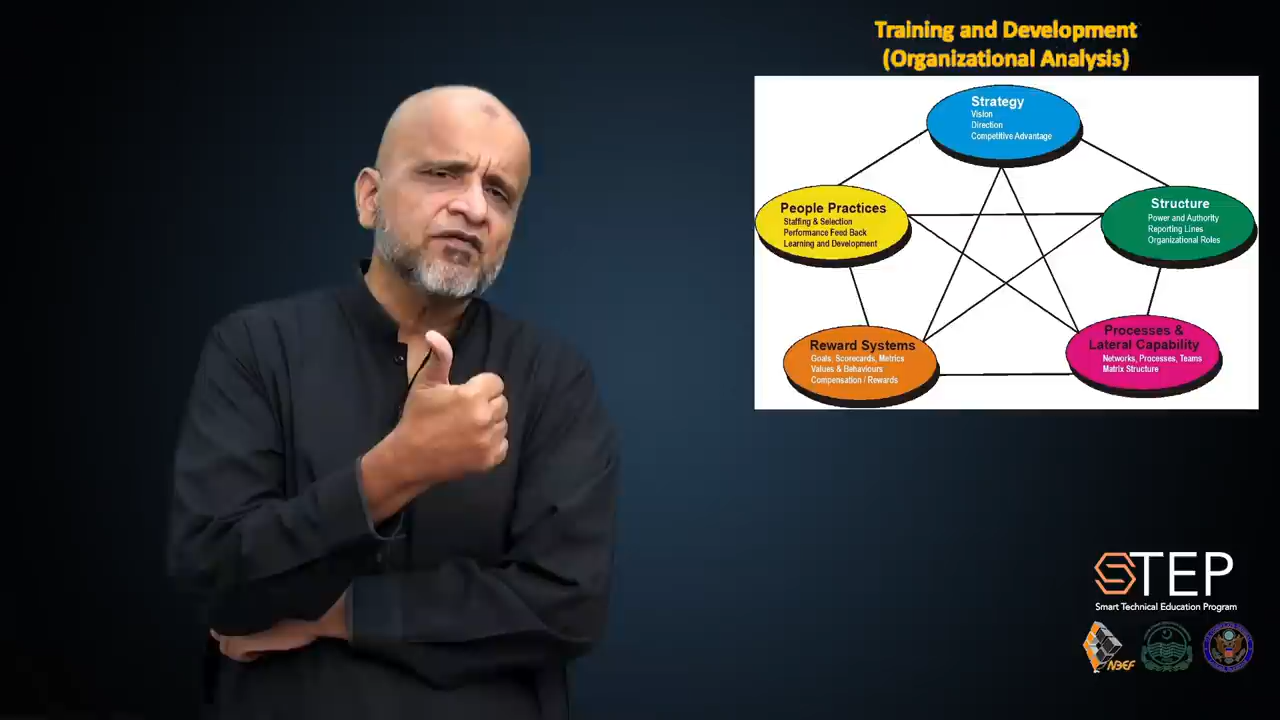 Training and Development
(Organizational Analysis)
Strategy
Vision
Direction
Competitive Advantage
People Practices
Staffing & Selection
Performance Feed Back
Learning and Development
Structure
Power and Authority
Reporting Lines
Organizational Roles
Reward Systems
Goals, Scorecards, Metrics
Values & Behaviours
Compensation / Rewards
Processes &
Lateral Capability
Networks, Processes, Teams
Matrix Structure
STEP
Smart Technical Education Program
NBEF